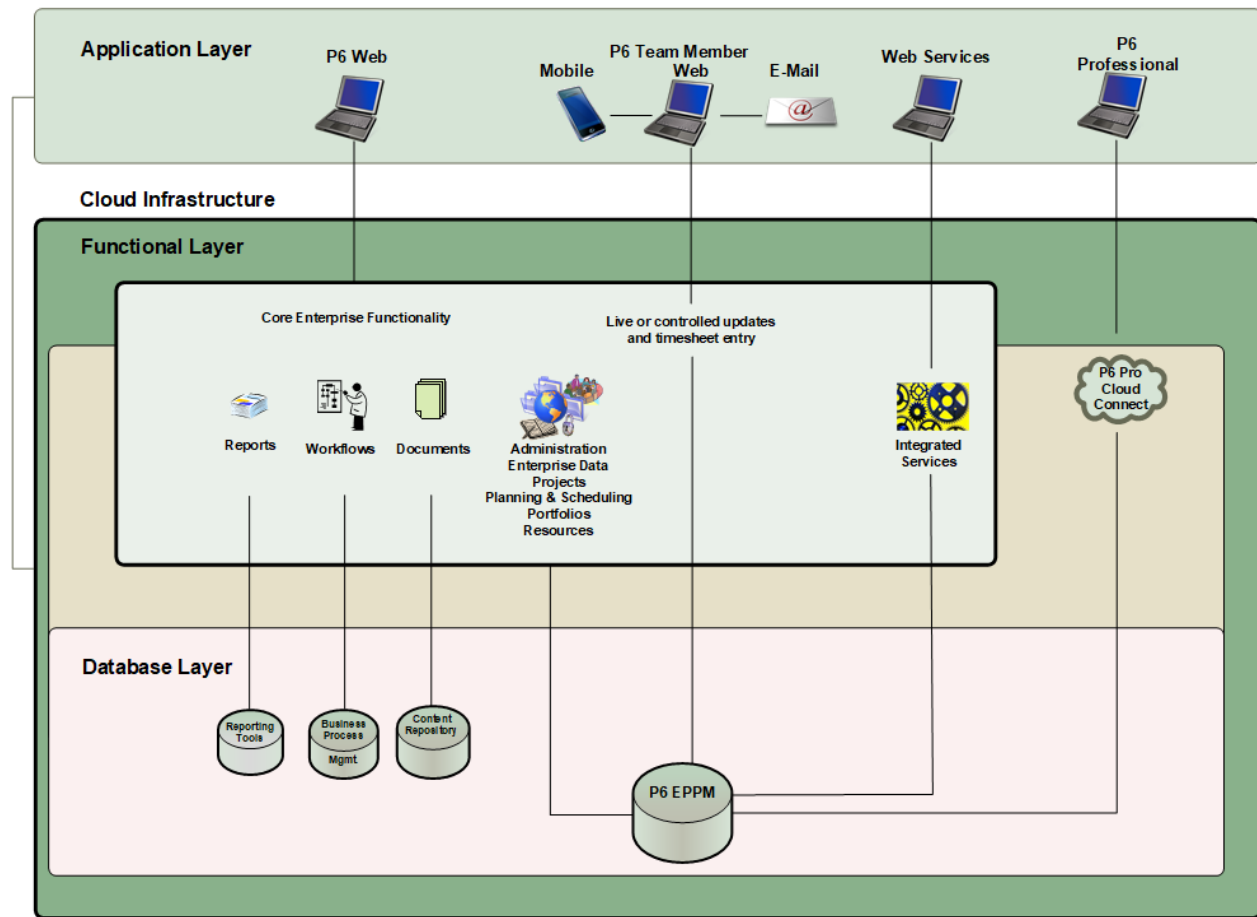 Application Layer
P6 Web
Mobile
P6 Team Member
Web
E-Mail
Web Services
P6
Professional
Cloud Infrastructure
Functional Layer
Core Enterprise Functionality
Live or controlled updates
and timesheet entry
Reports
Workflows
Documents
Administration
Enterprise Data
Projects
Planning & Scheduling
Portfolios
Resources
Integrated
Services
P6 Pro
Cloud
Connect
Database Layer
Reporting
Tools
Business
Process
Mgmt.
Content
Repository
P6 EPPM